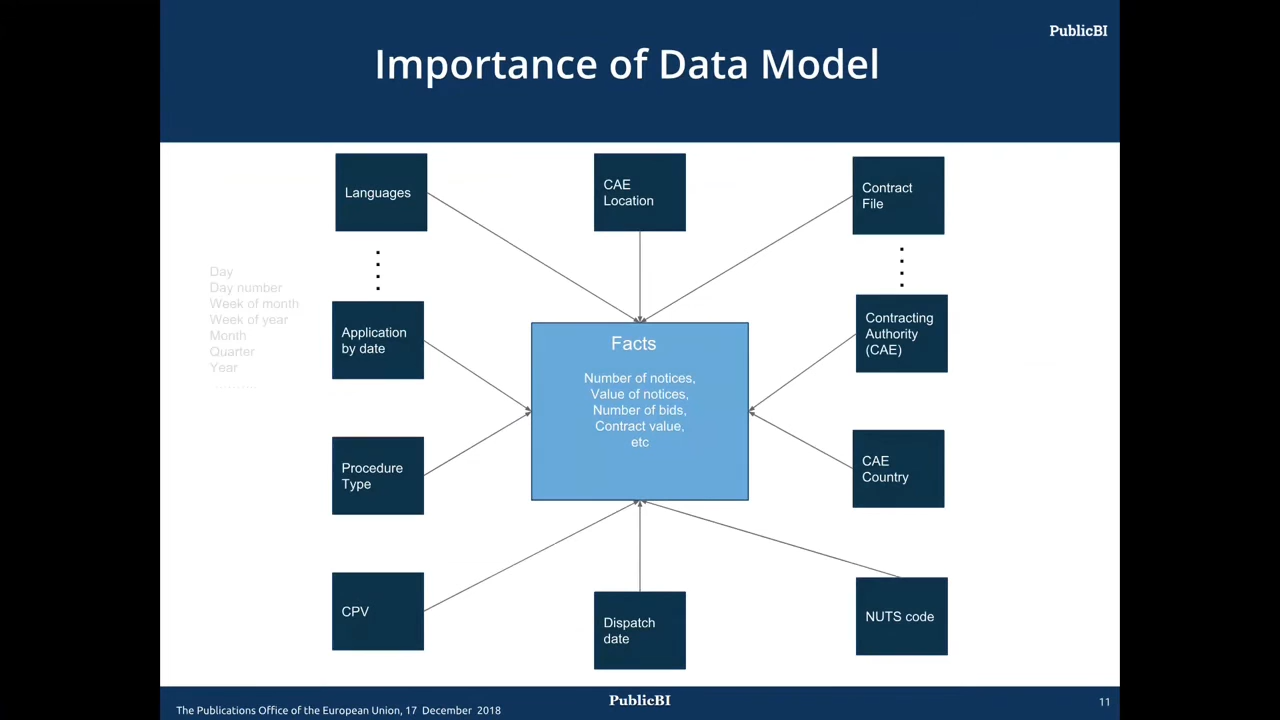 PublicBI
Importance of Data Model
Languages
CAE
Location
Contract
File
Day
Day number
Week of month
Week of year
Month
Quarter
Year
Application
by date
Facts
Number of notices,
Value of notices,
Number of bids,
Contract value,
etc
Contracting
Authority
(CAE)
Procedure
Type
CAE
Country
CPV
Dispatch
date
NUTS code
The Publications Office of the European Union, 17 December 2018
PublicBI
11